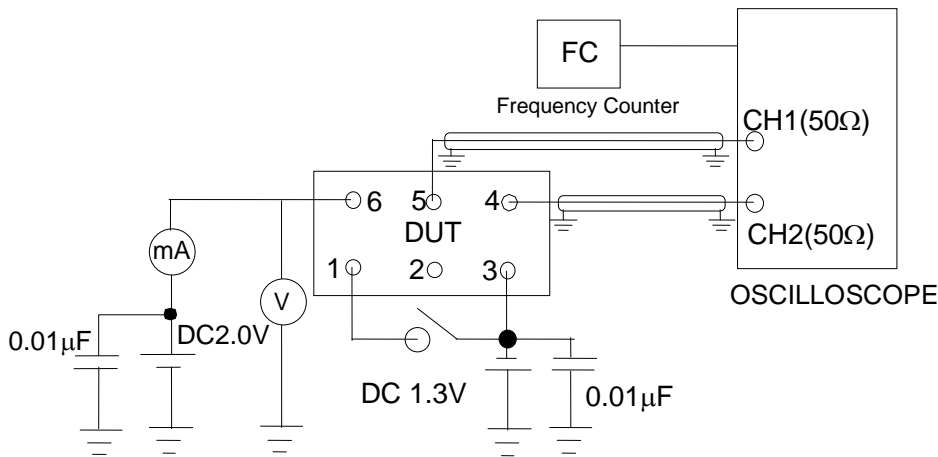 FC
Frequency Counter
CH1(50Ω)
6 5 4
DUT
CH2(50Ω)
mA
1 2 3
V
OSCILLOSCOPE
0.01μF
DC2.0V
DC 1.3V
0.01μF